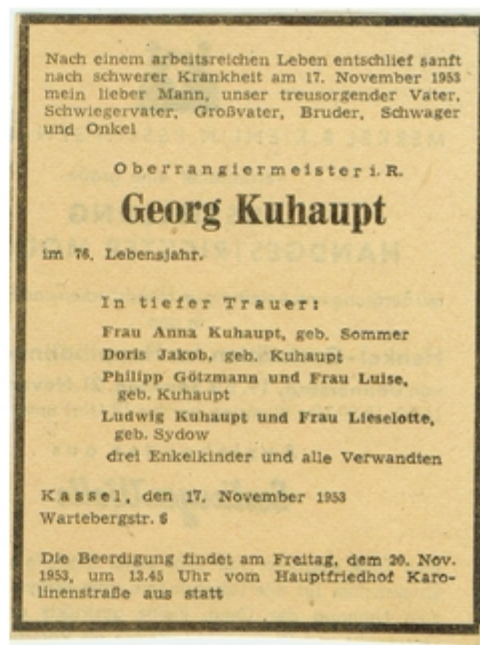 Nach einem arbeitsreichen Leben entschlief sanft
nach schwerer Krankheit am 17. November 1953
mein lieber Mann, unser treusorgender Vater,
Schwiegervater, Großvater, Bruder, Schwager
und Onkel
Oberrangiermeister i. R.
Georg Kuhaupt
im 76. Lebensjahr.
In tiefer Trauer:
Frau Anna Kuhaupt, geb. Sommer
Doris Jakob, geb. Kuhaupt
Philipp Götzmann und Frau Luise,
geb. Kuhaupt
Ludwig Kuhaupt und Frau Lieselotte,
geb. Sydow
drei Enkelkinder und alle Verwandten
Kassel, den 17. November 1953
Wartebergstr. 6
Die Beerdigung findet am Freitag, dem 20. Nov.
1953, um 13.45 Uhr vom Hauptfriedhof Karo-
linenstraße aus statt